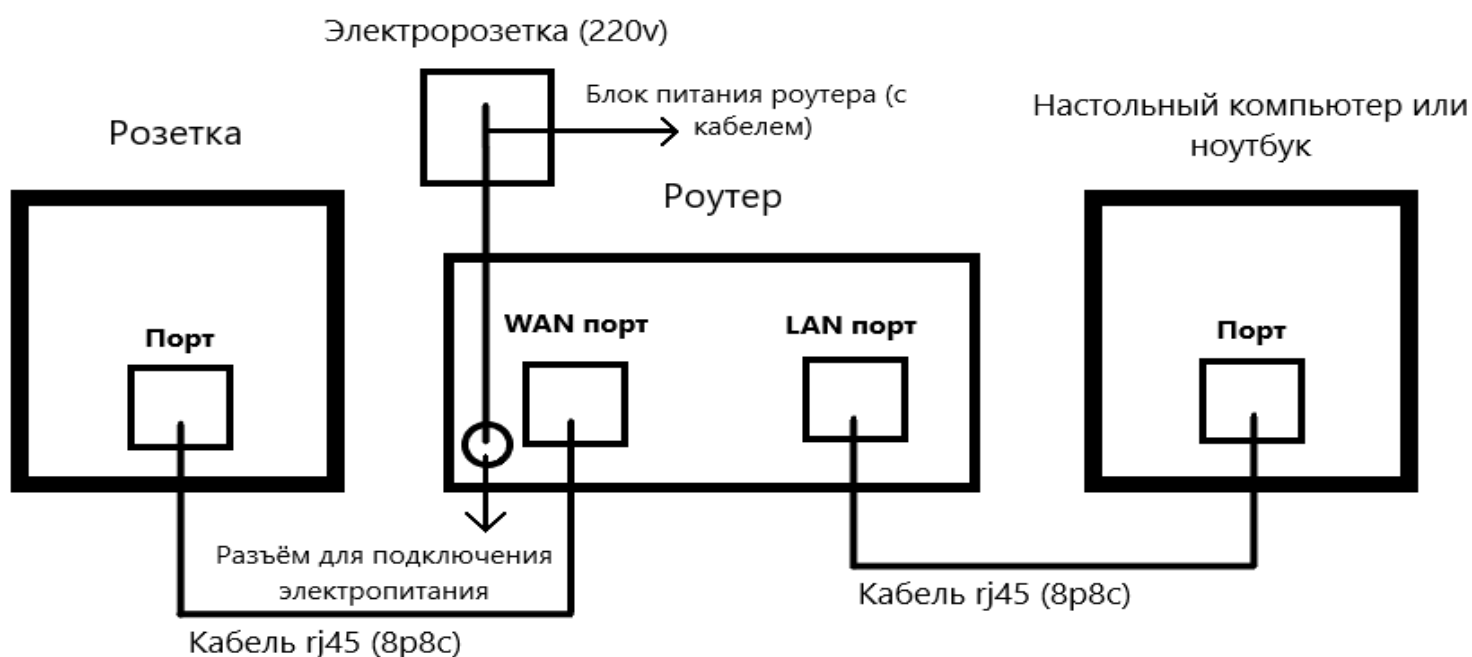 Электророзетка (220v)
Блок питания роутера (с
кабелем)
Розетка
Роутер
Настольный компьютер или
ноутбук
Порт
WAN порт
LAN порт
Порт
Разъём для подключения
электропитания
Кабель rj45 (8p8c)
Кабель rj45 (8p8c)